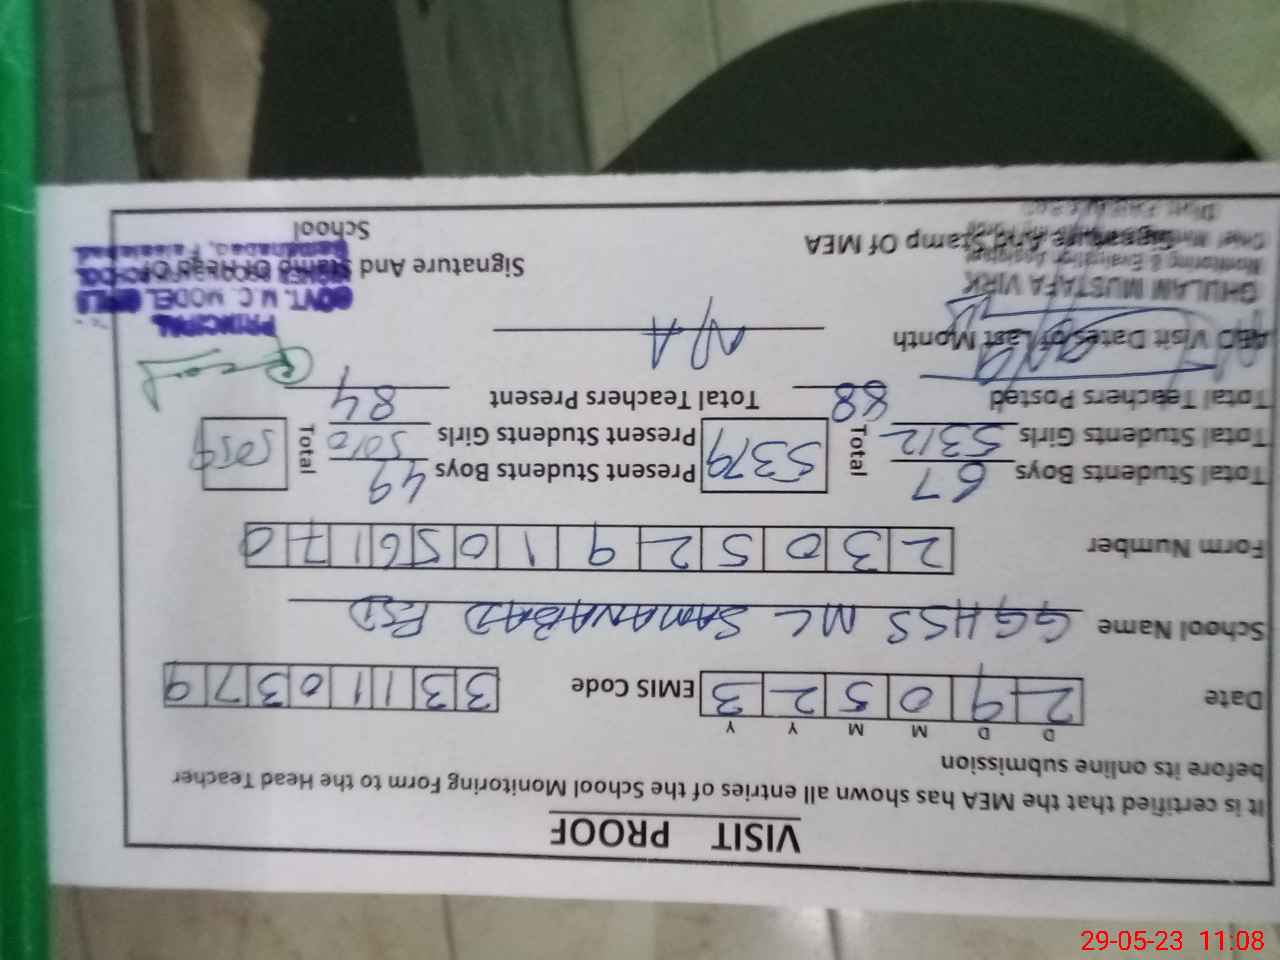 VISIT PROOF
It is certified that the MEA has shown all entries of the School Monitoring Form to the Head Teacher
before its online submission
D D M M Y Y
Date 2 9 0 5 2 3 EMIS Code 3 3 1 1 0 3 7 9
School Name GGHSS MC SAMANABAD FSD
Form Number 2 3 0 5 2 9 1 0 5 6 1 7 0
Total Students Boys 67 Total 5379 Present Students Boys 49 Total 5059
Total Students Girls 5312 Present Students Girls 5010
Total Teachers Posted 88 Total Teachers Present 84
AEO Visit Dates of Last Month N/A
PRINCIPAL
GHULAM MUSTAFA VIRK
GOVT. M.C. MODEL GIRLS
Monitoring & Evaluation Assistant
Signature And Stamp Of MEA
Signature And Stamp Of Head Of
School
Samanabad, Faisalabad
29-05-23 11:08